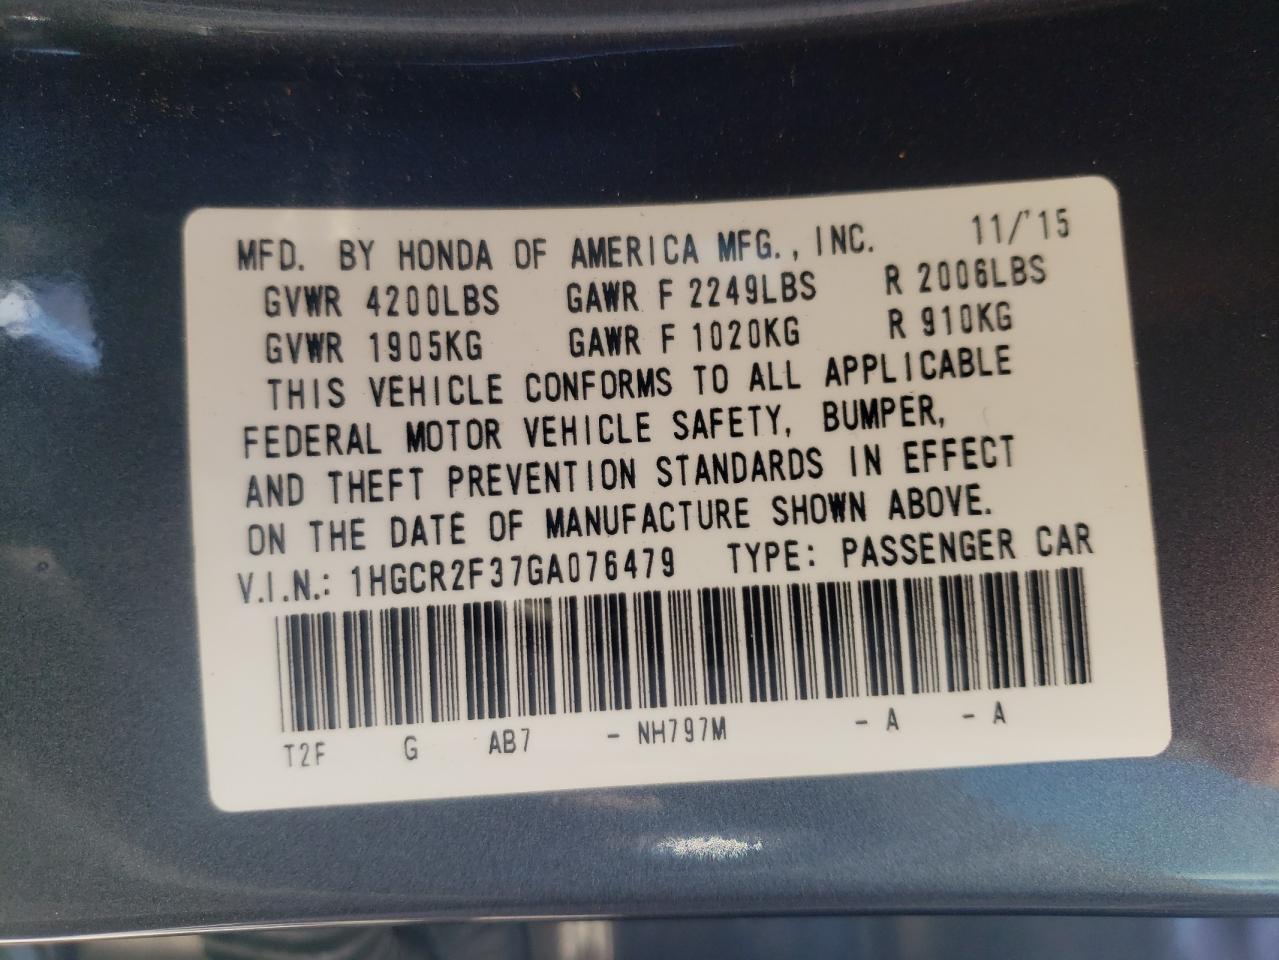 MFD. BY HONDA OF AMERICA MFG., INC. 11/'15
GVWR 4200LBS GAWR F 2249LBS R 2006LBS
GVWR 1905KG GAWR F 1020KG R 910KG
THIS VEHICLE CONFORMS TO ALL APPLICABLE
FEDERAL MOTOR VEHICLE SAFETY, BUMPER,
AND THEFT PREVENTION STANDARDS IN EFFECT
ON THE DATE OF MANUFACTURE SHOWN ABOVE.
V.I.N.: 1HGCR2F37GA076479 TYPE: PASSENGER CAR
T2F G AB7 - NH797M - A - A